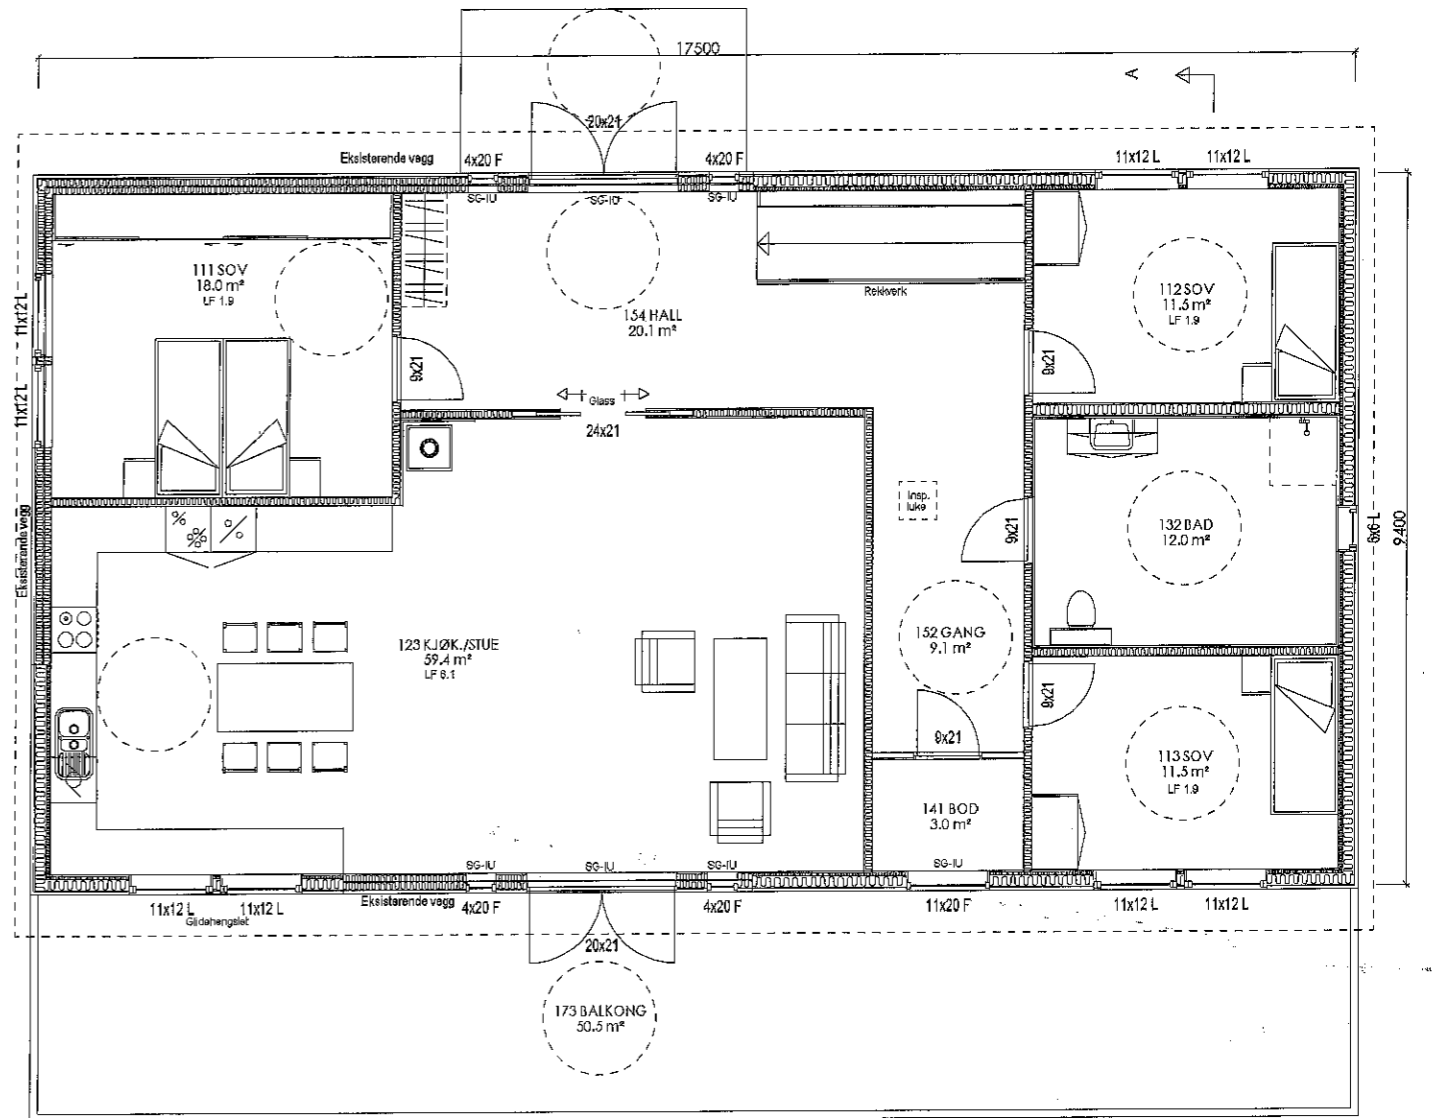 17500
A
20x21
Eksisterende vegg
4x20 F
4x20 F
11x12 L
11x12 L
SG-IU
SG-IU
SG-IU
111 SOV
18.0 m²
LF 1.9
154 HALL
20.1 m²
Rekkverk
112 SOV
11.5 m²
LF 1.9
11x12 L
11x12 L
9x21
9x21
Glass
24x21
Insp.
luke
9x21
132 BAD
12.0 m²
6x6 L
9400
Eksisterende vegg
123 KJØK./STUE
59.4 m²
LF 6.1
152 GANG
9.1 m²
9x21
9x21
113 SOV
11.5 m²
LF 1.9
141 BOD
3.0 m²
SG-IU
SG-IU
SG-IU
SG-IU
11x12 L
11x12 L
Glidehengslet
Eksisterende vegg
4x20 F
20x21
4x20 F
11x20 F
11x12 L
11x12 L
173 BALKONG
50.5 m²